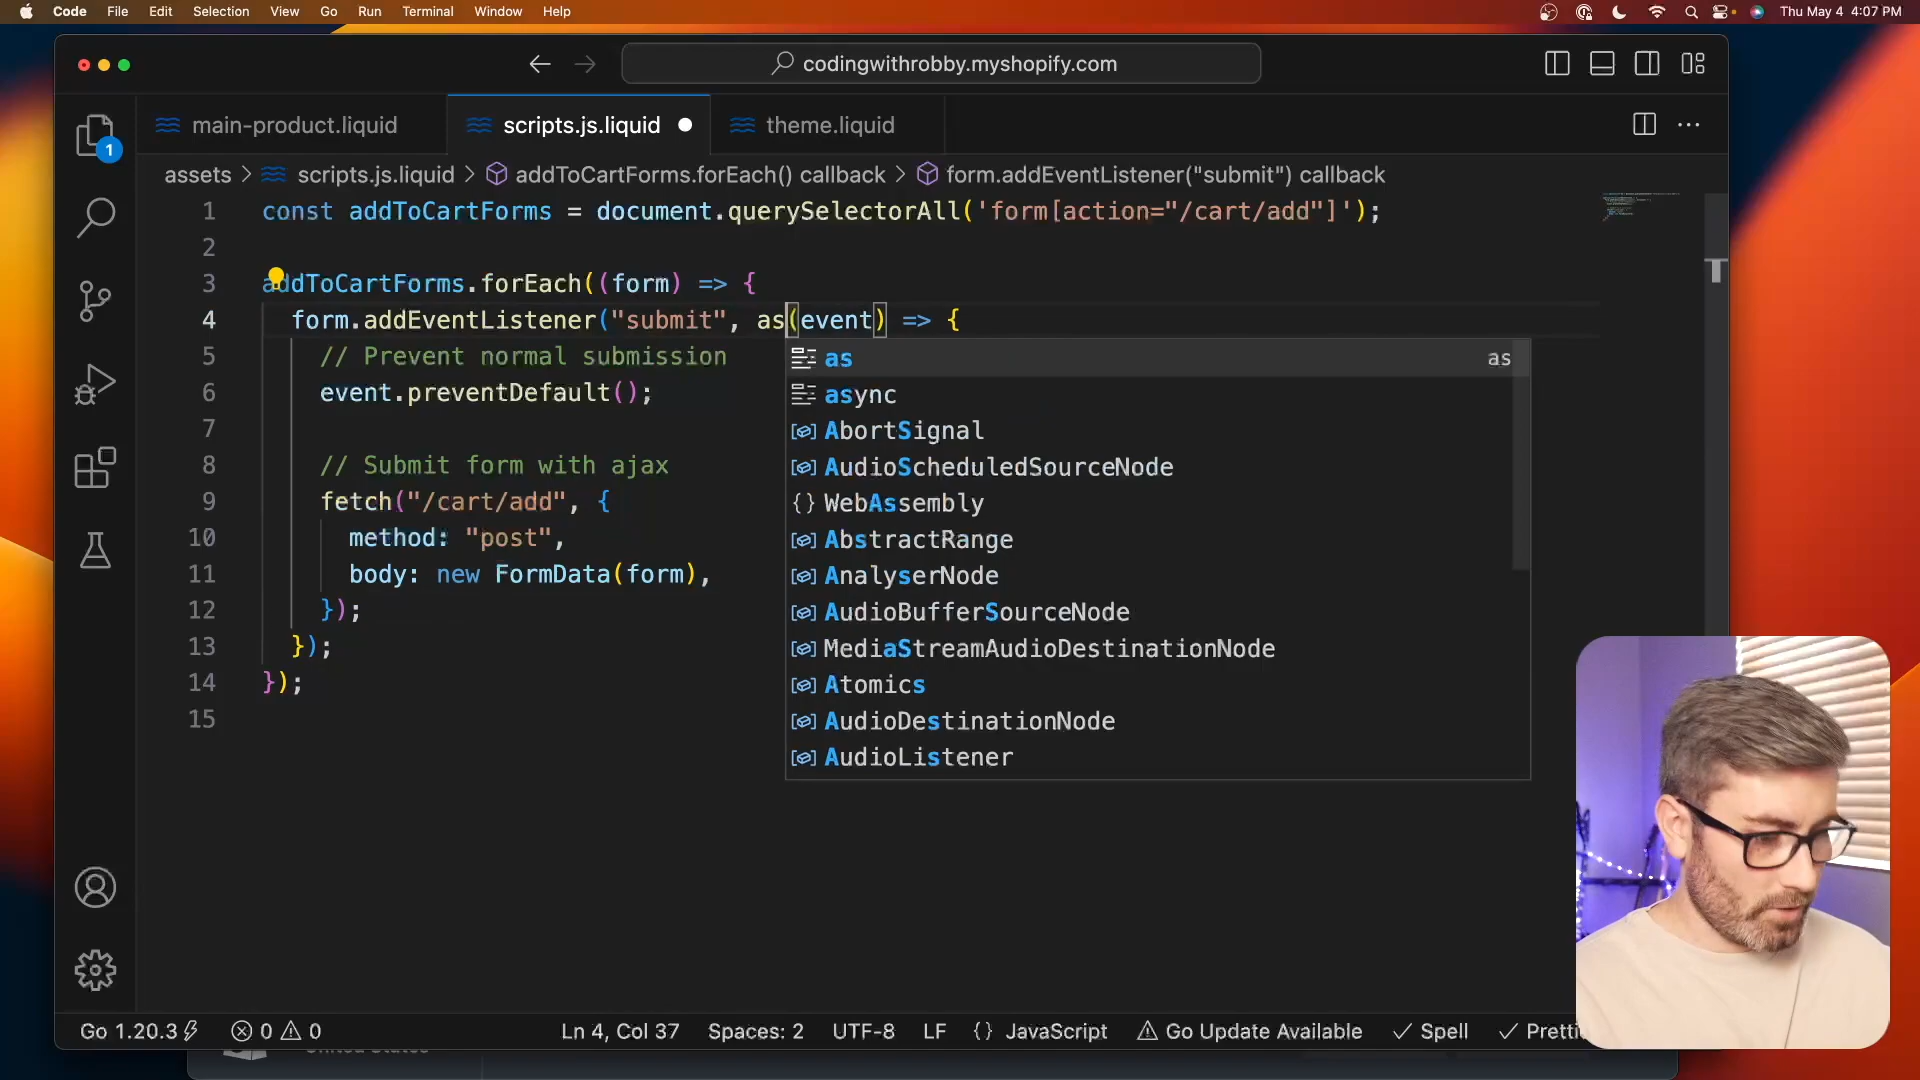 Code File Edit Selection View Go Run Terminal Window Help Thu May 4 4:07 PM
codingwithrobby.myshopify.com
main-product.liquid scripts.js.liquid theme.liquid
1
assets > scripts.js.liquid > addToCartForms.forEach() callback > form.addEventListener("submit") callback
1 const addToCartForms = document.querySelectorAll('form[action="/cart/add"]');
2
3 addToCartForms.forEach((form) => {
4 form.addEventListener("submit", as(event) => {
5 // Prevent normal submission
6 event.preventDefault();
7
8 // Submit form with ajax
9 fetch("/cart/add", {
10 method: "post",
11 body: new FormData(form),
12 });
13 });
14 });
15
as as
async
AbortSignal
AudioScheduledSourceNode
WebAssembly
AbstractRange
AnalyserNode
AudioBufferSourceNode
MediaStreamAudioDestinationNode
Atomics
AudioDestinationNode
AudioListener
Go 1.20.3 0 0 Ln 4, Col 37 Spaces: 2 UTF-8 LF {} JavaScript Go Update Available Spell